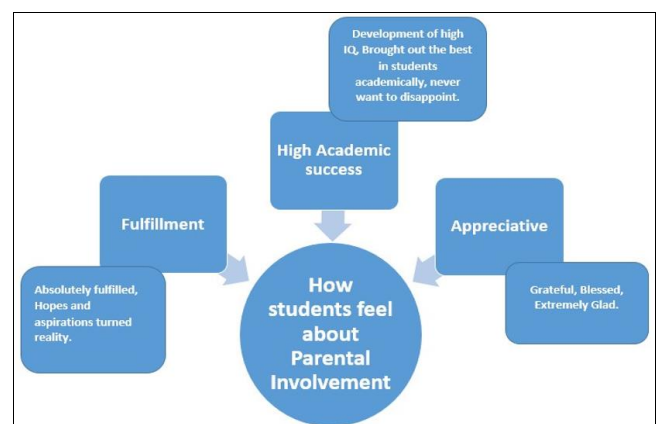 Development of high
IQ, Brought out the best
in students
academically, never
want to disappoint.
High Academic
success
Fulfillment
Absolutely fulfilled,
Hopes and
aspirations turned
reality.
Appreciative
Grateful, Blessed,
Extremely Glad.
How
students feel
about
Parental
Involvement